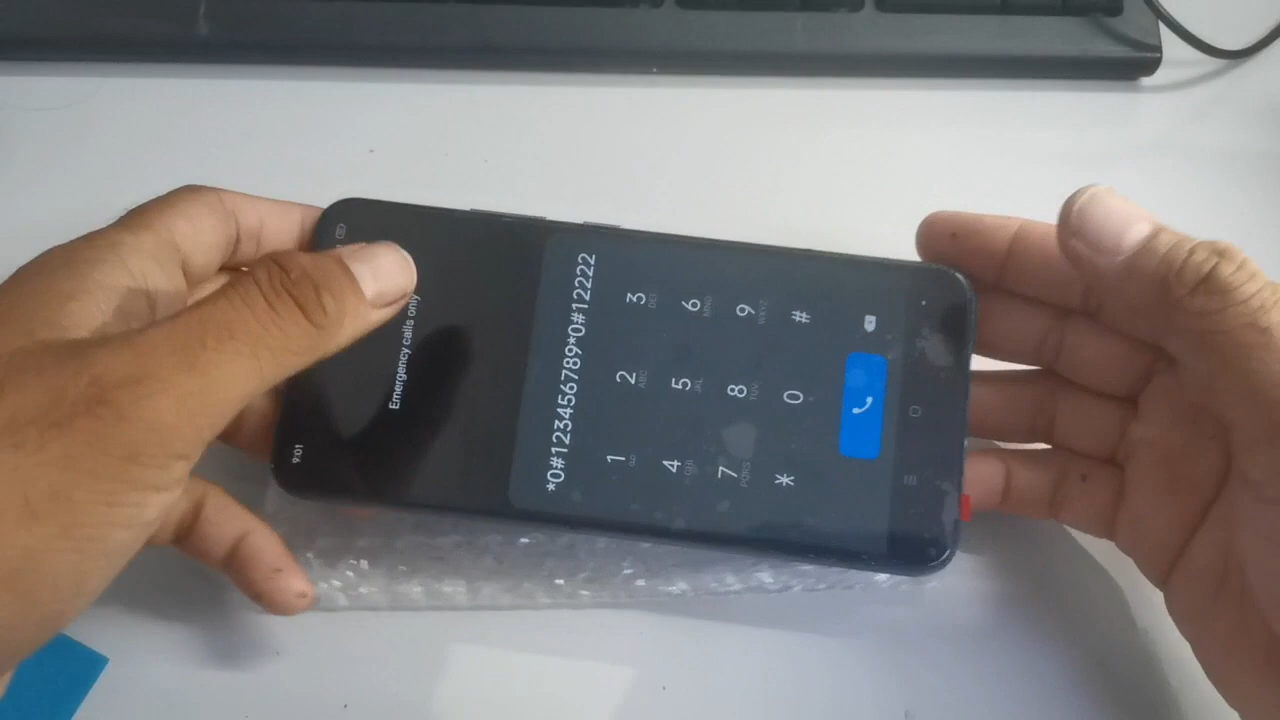 9:01
Emergency calls only
*0#123456789*0#12222
1 2 ABC 3 DEF
4 GHI 5 JKL 6 MNO
7 PQRS 8 TUV 9 WXYZ
* 0 #